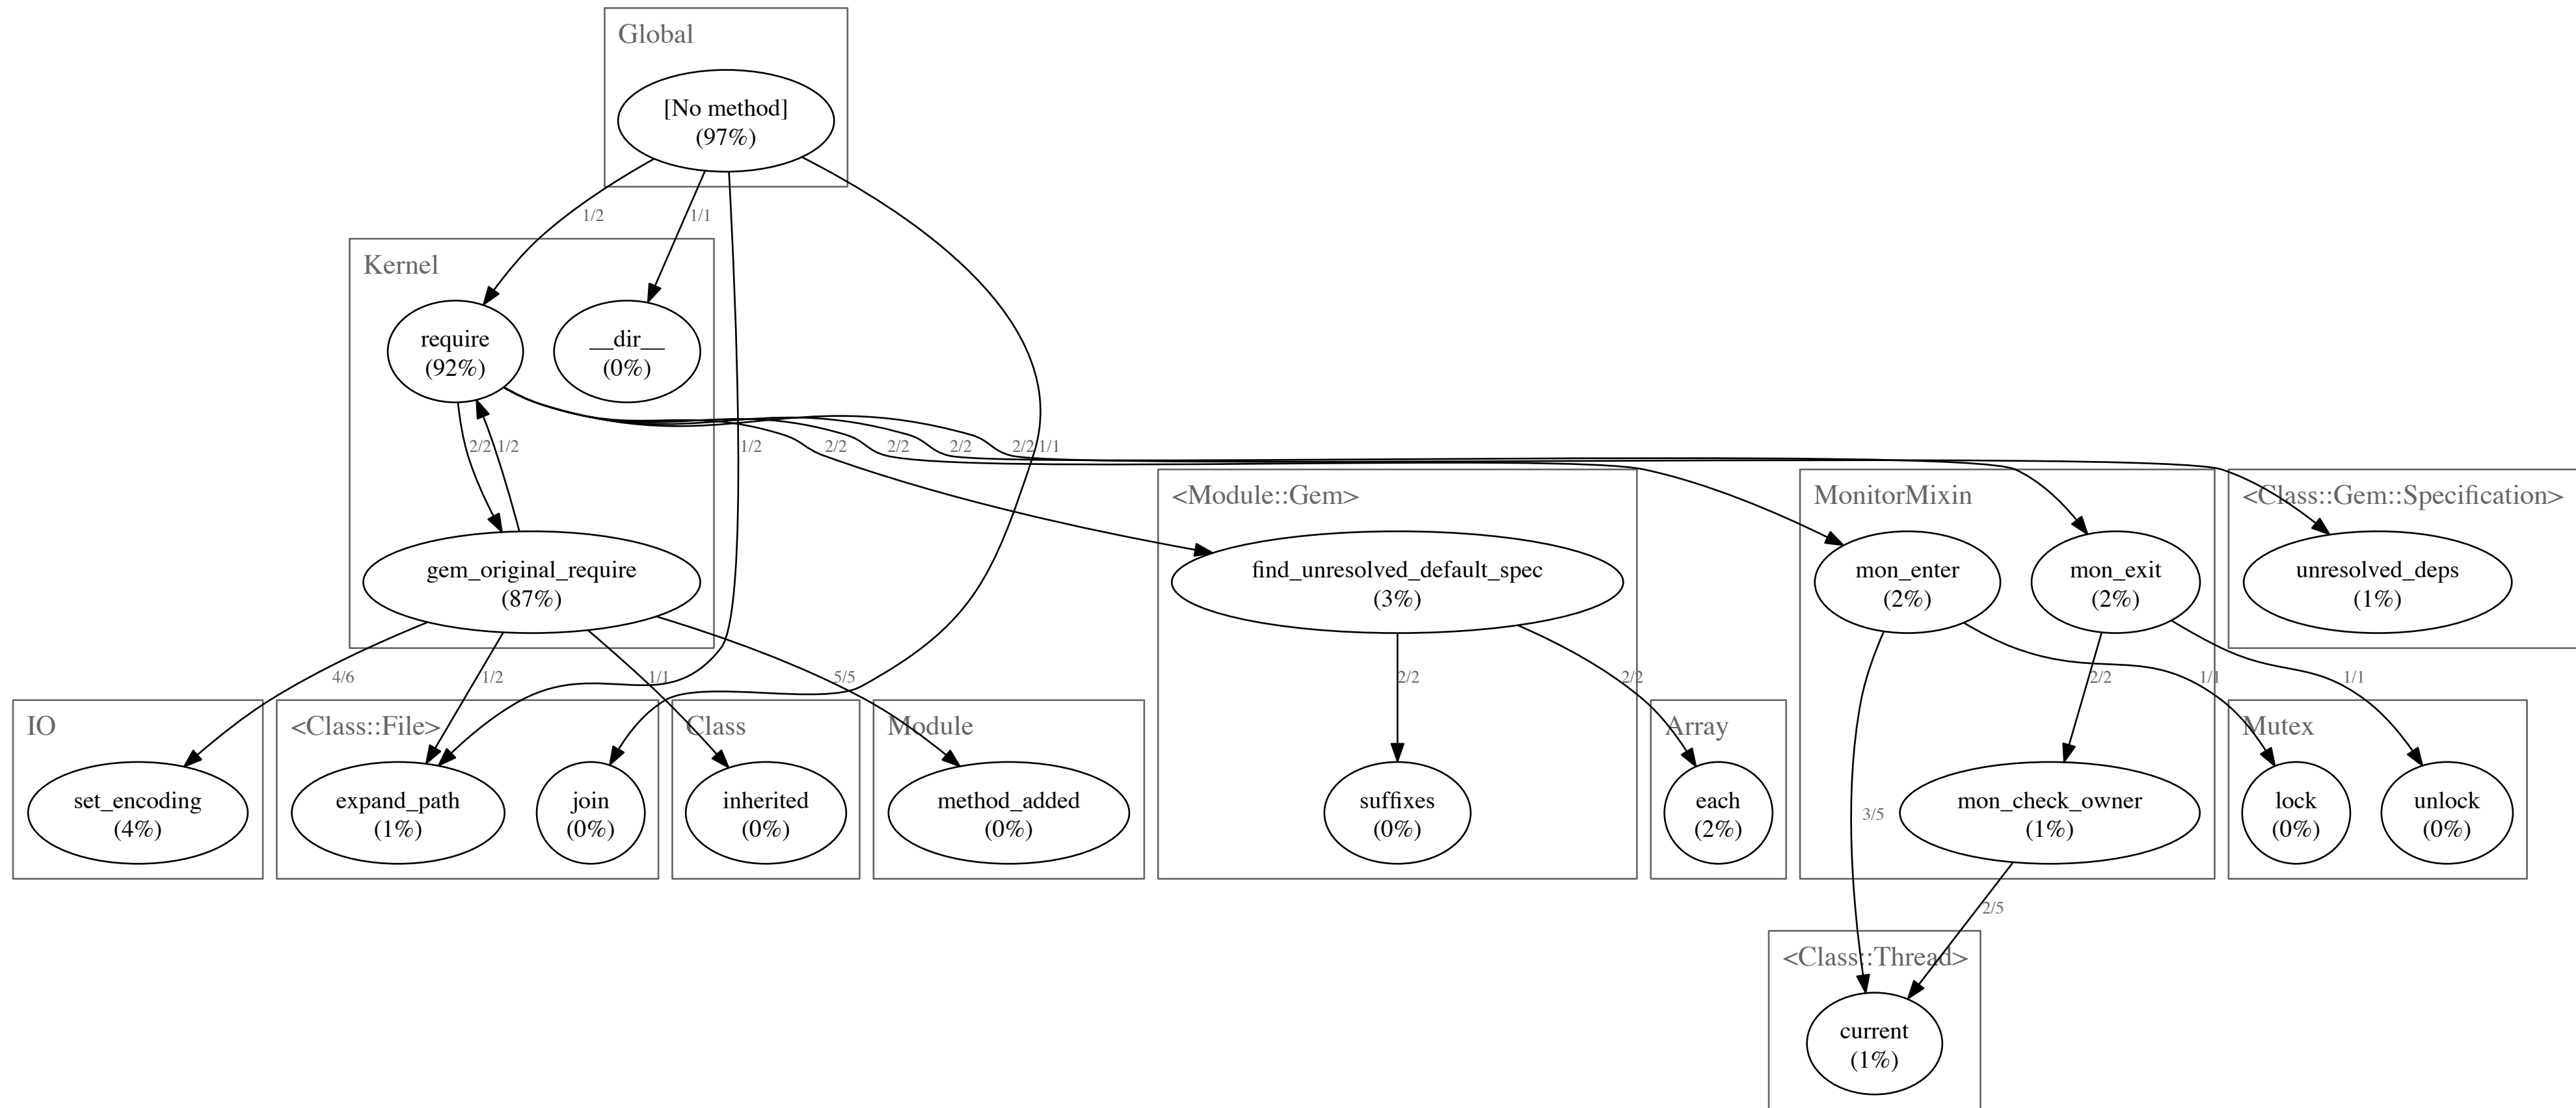 Global
[No method]
(97%)
1/2
1/1
Kernel
require
(92%)
__dir__
(0%)
2/2
1/2
1/2
2/2
2/2
2/2
2/2
1/1
gem_original_require
(87%)
<Module::Gem>
find_unresolved_default_spec
(3%)
MonitorMixin
mon_enter
(2%)
mon_exit
(2%)
<Class::Gem::Specification>
unresolved_deps
(1%)
4/6
1/2
1/1
5/5
2/2
2/2
2/2
1/1
1/1
IO
set_encoding
(4%)
<Class::File>
expand_path
(1%)
join
(0%)
Class
inherited
(0%)
Module
method_added
(0%)
suffixes
(0%)
Array
each
(2%)
3/5
mon_check_owner
(1%)
Mutex
lock
(0%)
unlock
(0%)
2/5
<Class::Thread>
current
(1%)